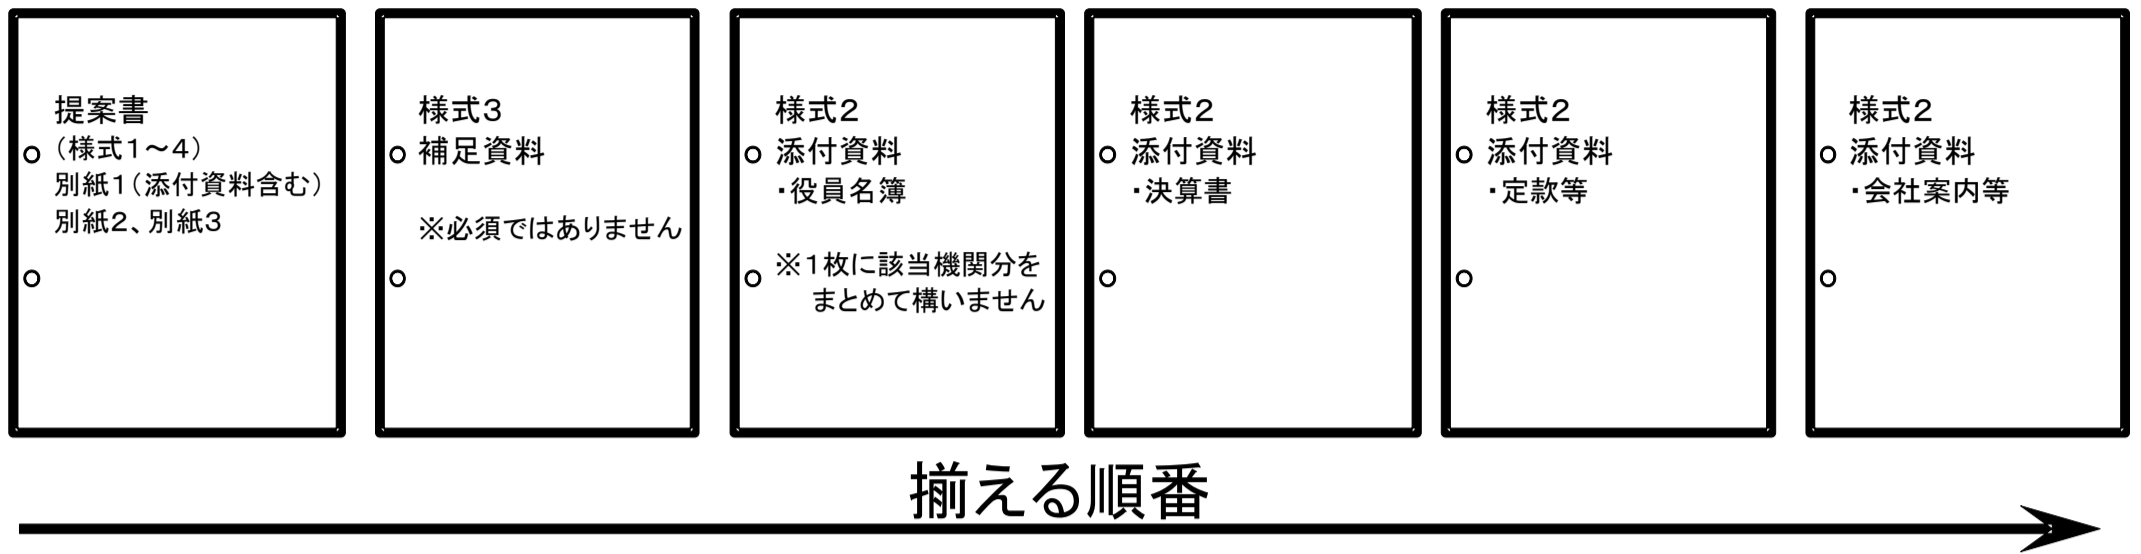 提案書
（様式１～４）
別紙１（添付資料含む）
別紙２、別紙３
様式３
補足資料
※必須ではありません
様式２
添付資料
・役員名簿
※１枚に該当機関分を
まとめて構いません
様式２
添付資料
・決算書
様式２
添付資料
・定款等
様式２
添付資料
・会社案内等
揃える順番